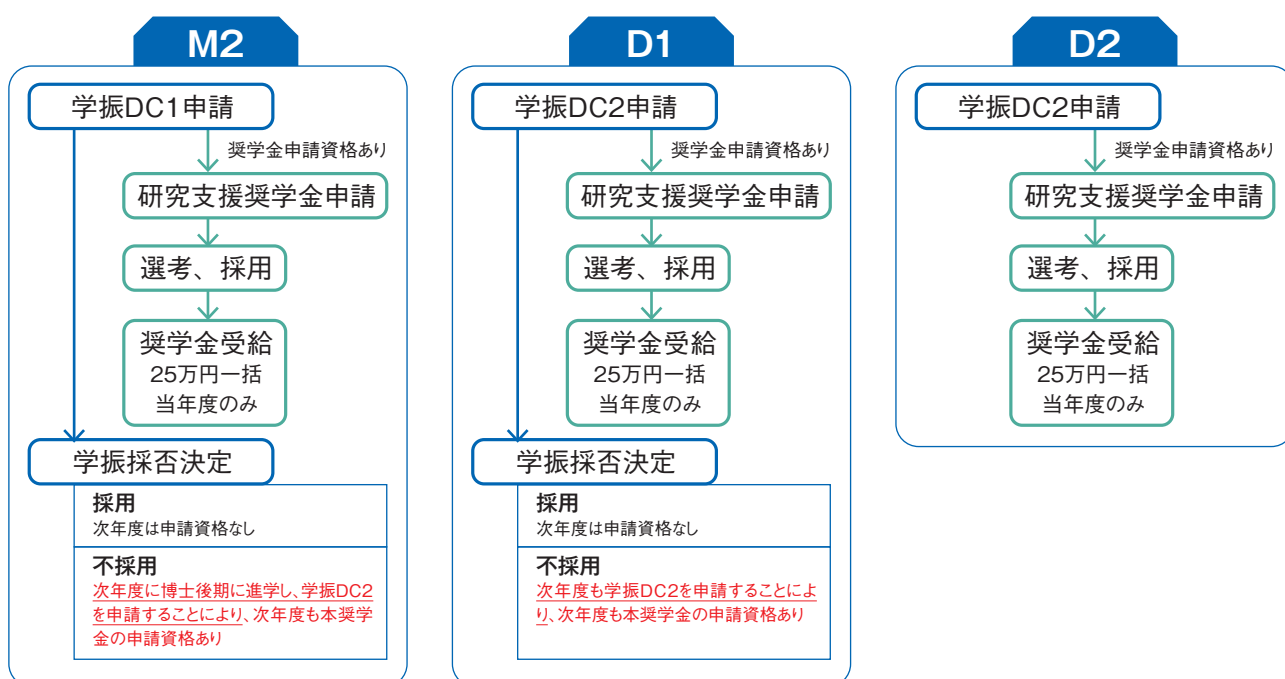 M2
学振DC1申請
奨学金申請資格あり
研究支援奨学金申請
選考、採用
奨学金受給
25万円一括
当年度のみ
学振採否決定
採用
次年度は申請資格なし
不採用
次年度に博士後期に進学し、学振DC2
を申請することにより、次年度も本奨学
金の申請資格あり
D1
学振DC2申請
奨学金申請資格あり
研究支援奨学金申請
選考、採用
奨学金受給
25万円一括
当年度のみ
学振採否決定
採用
次年度は申請資格なし
不採用
次年度も学振DC2を申請することによ
り、次年度も本奨学金の申請資格あり
D2
学振DC2申請
奨学金申請資格あり
研究支援奨学金申請
選考、採用
奨学金受給
25万円一括
当年度のみ